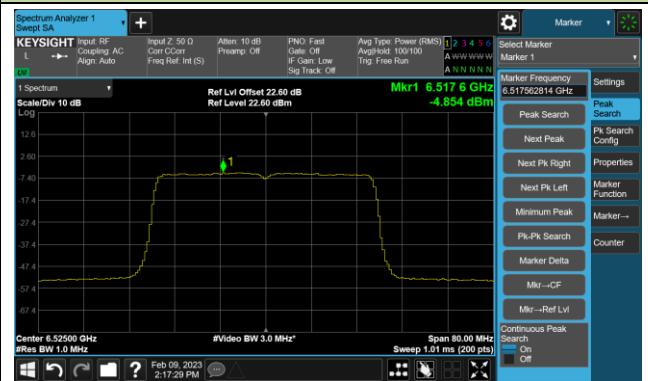 Spectrum Analyzer 1
Swept SA
+
Marker
KEYSIGHT
L
LXI
Input: RF
Coupling: AC
Align: Auto
Input Z: 50 Ω
Corr CCorr
Freq Ref: Int (S)
Atten: 10 dB
Preamp: Off
PNO: Fast
Gate: Off
IF Gain: Low
Sig Track: Off
Avg Type: Power (RMS)
Avg|Hold: 100/100
Trig: Free Run
1 2 3 4 5 6
A W W W W W
A N N N N N
Select Marker
Marker 1
1 Spectrum
Scale/Div 10 dB
Log
Ref Lvl Offset 22.60 dB
Ref Level 22.60 dBm
Mkr1 6.517 6 GHz
-4.854 dBm
12.6
2.60
-7.40
-17.4
-27.4
-37.4
-47.4
-57.4
-67.4
1
Center 6.52500 GHz
#Res BW 1.0 MHz
#Video BW 3.0 MHz*
Span 80.00 MHz
Sweep 1.01 ms (200 pts)
Marker Frequency
6.517562814 GHz
Peak Search
Next Peak
Next Pk Right
Next Pk Left
Minimum Peak
Pk-Pk Search
Marker Delta
Mkr→CF
Mkr→Ref Lvl
Continuous Peak
Search
On
Off
Settings
Peak
Search
Pk Search
Config
Properties
Marker
Function
Marker→
Counter
?
Feb 09, 2023
2:17:29 PM